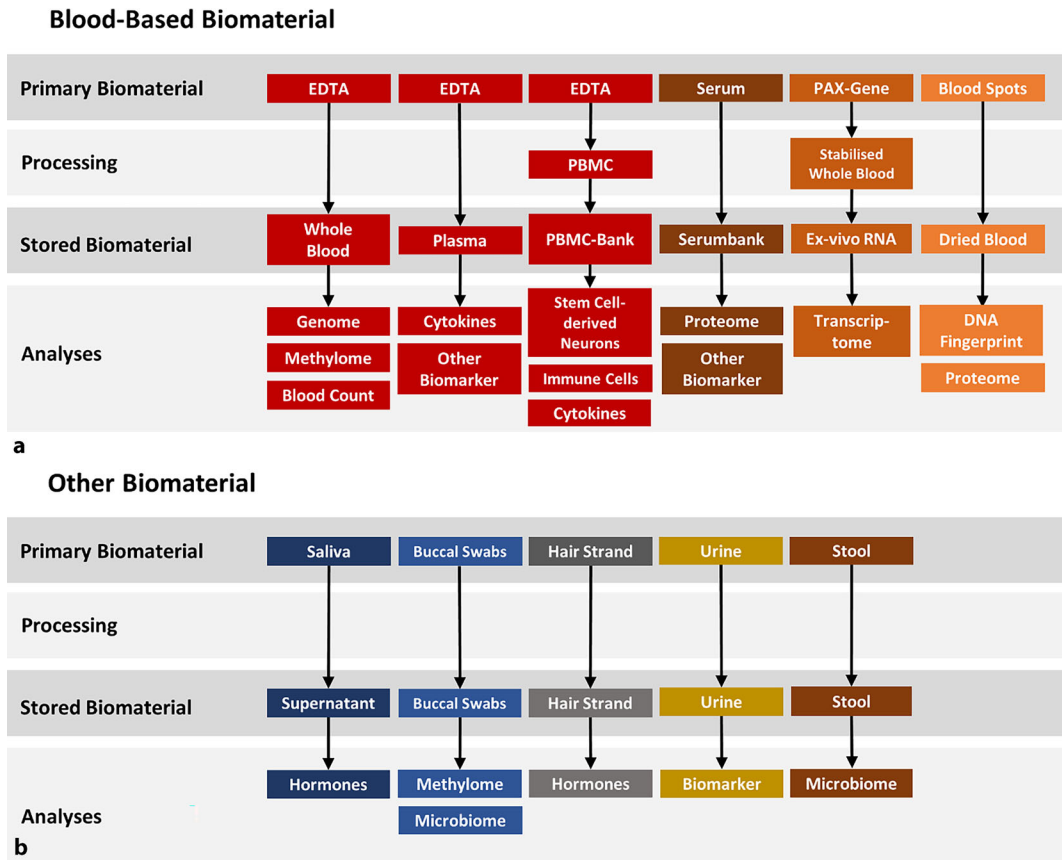 Blood-Based Biomaterial
Primary Biomaterial
EDTA
EDTA
EDTA
Serum
PAX-Gene
Blood Spots
Processing
PBMC
Stabilised
Whole Blood
Stored Biomaterial
Whole
Blood
Plasma
PBMC-Bank
Serumbank
Ex-vivo RNA
Dried Blood
Analyses
Genome
Methylome
Blood Count
Cytokines
Other
Biomarker
Stem Cell-
derived
Neurons
Immune Cells
Cytokines
Proteome
Other
Biomarker
Transcrip-
tome
DNA
Fingerprint
Proteome
a
Other Biomaterial
Primary Biomaterial
Saliva
Buccal Swabs
Hair Strand
Urine
Stool
Processing
Stored Biomaterial
Supernatant
Buccal Swabs
Hair Strand
Urine
Stool
Analyses
Hormones
Methylome
Microbiome
Hormones
Biomarker
Microbiome
b